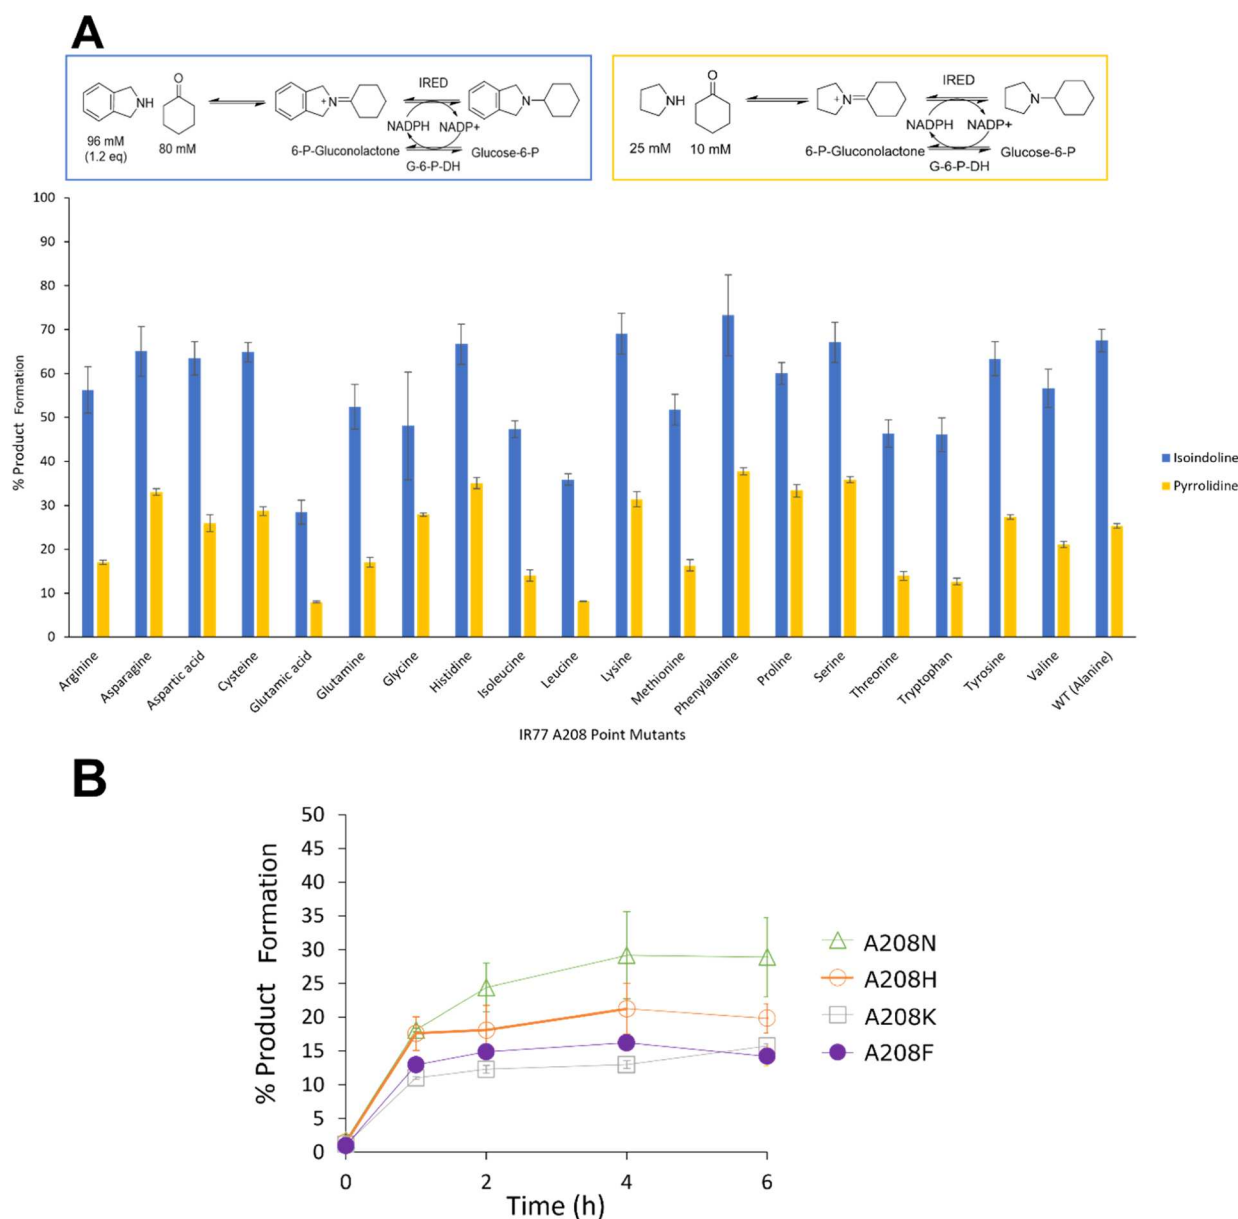 A
O
NH
96 mM
(1.2 eq)
80 mM
+
N
IRED
NADPH
NADP+
6-P-Gluconolactone
Glucose-6-P
G-6-P-DH
N
O
NH
25 mM
10 mM
+
N
IRED
NADPH
NADP+
6-P-Gluconolactone
Glucose-6-P
G-6-P-DH
N
% Product Formation
100
90
80
70
60
50
40
30
20
10
0
Arginine
Asparagine
Aspartic acid
Cysteine
Glutamic acid
Glutamine
Glycine
Histidine
Isoleucine
Leucine
Lysine
Methionine
Phenylalanine
Proline
Serine
Threonine
Tryptophan
Tyrosine
Valine
WT (Alanine)
IR77 A208 Point Mutants
Isoindoline
Pyrrolidine
B
% Product Formation
50
45
40
35
30
25
20
15
10
5
0
0
2
4
6
Time (h)
A208N
A208H
A208K
A208F